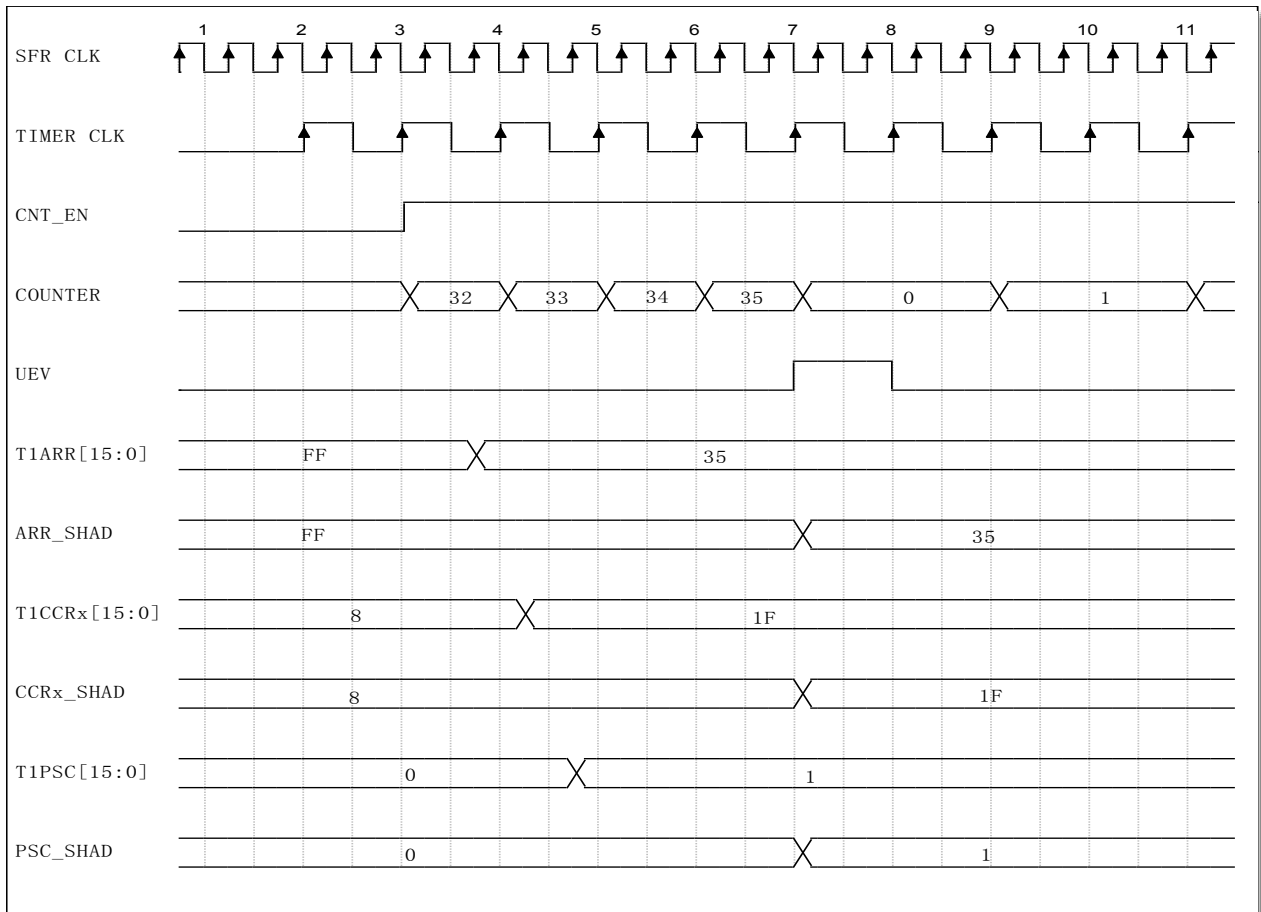 1 2 3 4 5 6 7 8 9 10 11
SFR CLK
TIMER CLK
CNT_EN
COUNTER 32 33 34 35 0 1
UEV
T1ARR[15:0] FF 35
ARR_SHAD FF 35
T1CCRx[15:0] 8 1F
CCRx_SHAD 8 1F
T1PSC[15:0] 0 1
PSC_SHAD 0 1